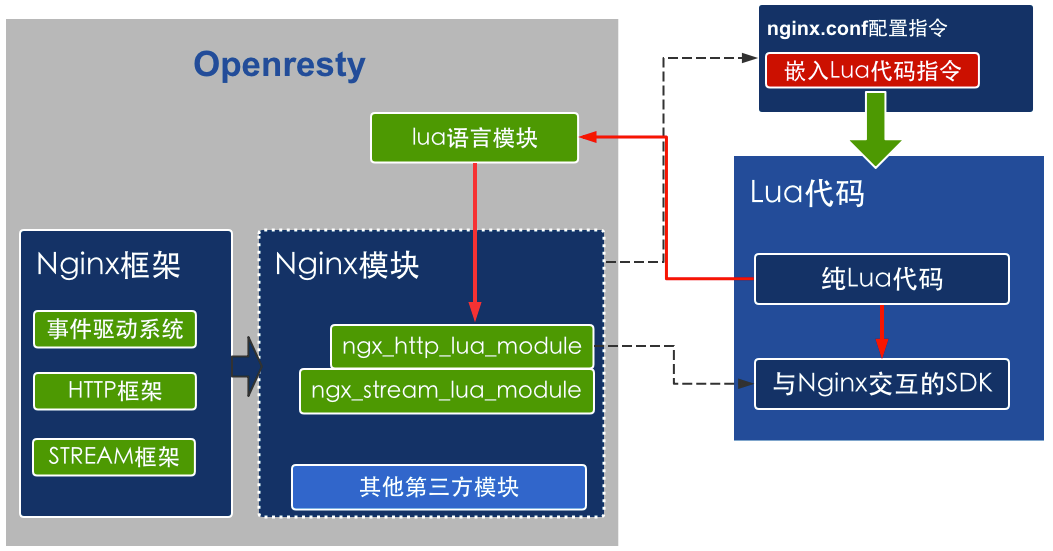 Openresty
lua语言模块
Nginx框架
事件驱动系统
HTTP框架
STREAM框架
Nginx模块
ngx_http_lua_module
ngx_stream_lua_module
其他第三方模块
nginx.conf配置指令
嵌入Lua代码指令
Lua代码
纯Lua代码
与Nginx交互的SDK